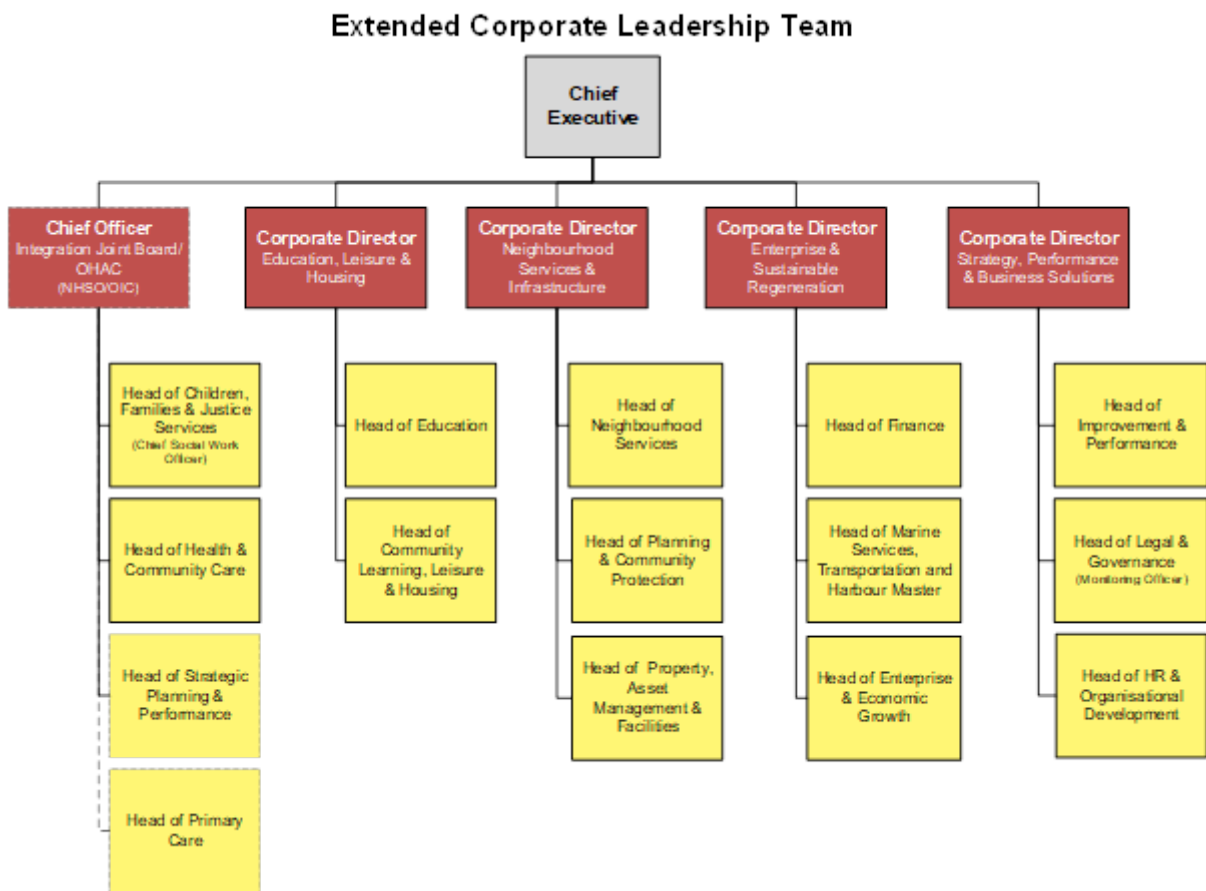 Extended Corporate Leadership Team
Chief
Executive
Chief Officer
Integration Joint Board/
OHAC
(NHSO/OIC)
Corporate Director
Education, Leisure &
Housing
Corporate Director
Neighbourhood
Services &
Infrastructure
Corporate Director
Enterprise &
Sustainable
Regeneration
Corporate Director
Strategy, Performance
& Business Solutions
Head of Children,
Families & Justice
Services
(Chief Social Work
Officer)
Head of Education
Head of
Neighbourhood
Services
Head of Finance
Head of
Improvement &
Performance
Head of Health &
Community Care
Head of
Community
Learning, Leisure
& Housing
Head of Planning
& Community
Protection
Head of Marine
Services,
Transportation and
Harbour Master
Head of Legal &
Governance
(Monitoring Officer)
Head of Strategic
Planning &
Performance
Head of Property,
Asset
Management &
Facilities
Head of Enterprise
& Economic
Growth
Head of HR &
Organisational
Development
Head of Primary
Care